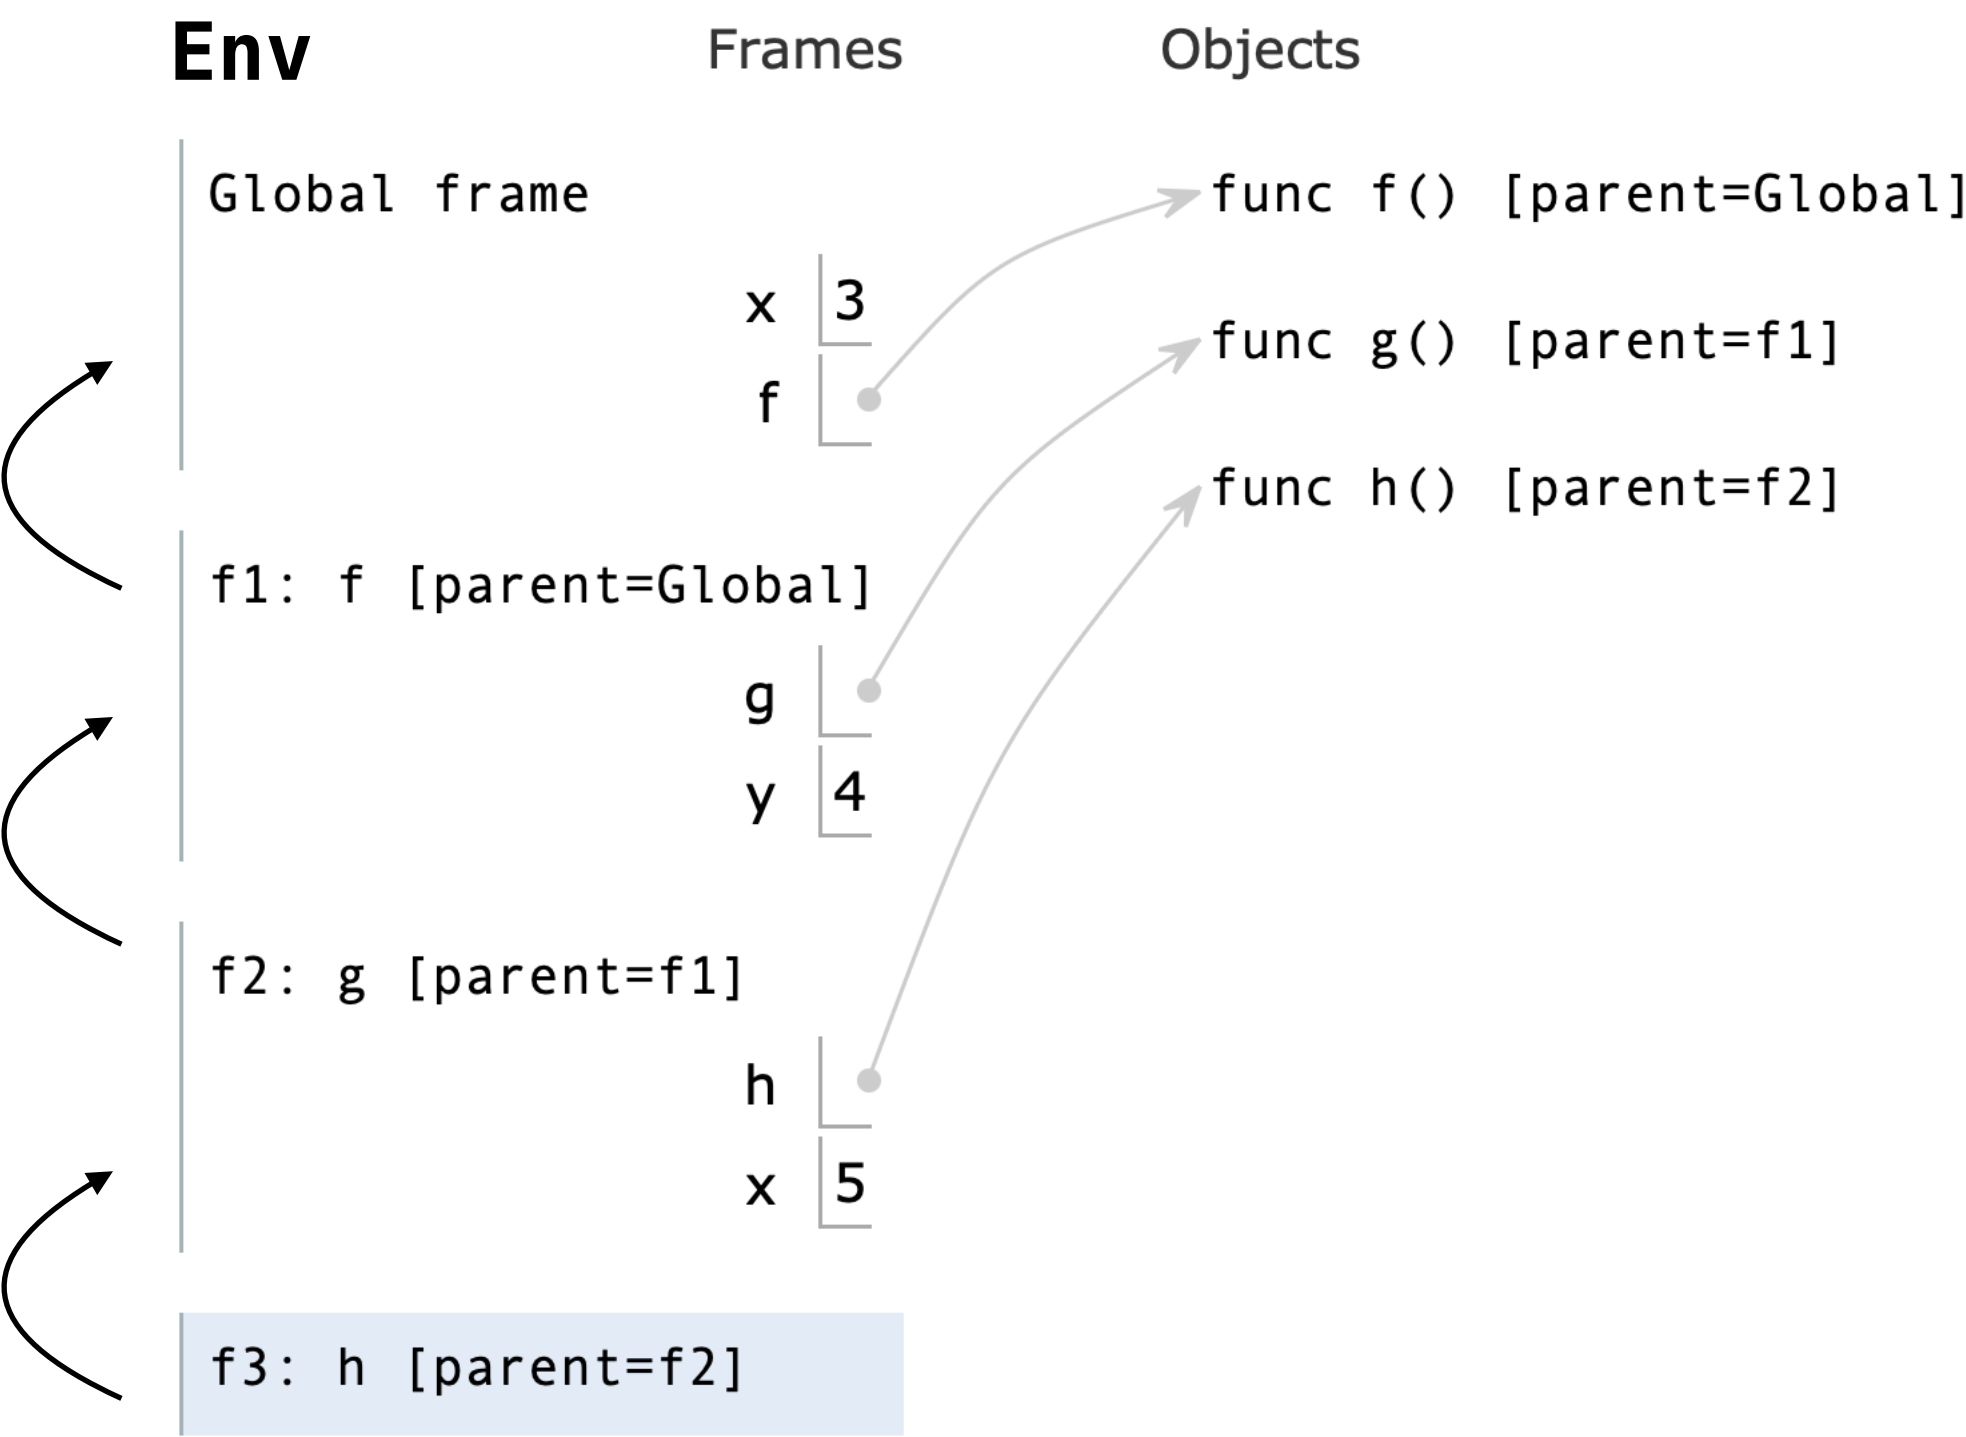 Env Frames Objects
Global frame func f() [parent=Global]
x 3
func g() [parent=f1]
f
func h() [parent=f2]
f1: f [parent=Global]
g
y 4
f2: g [parent=f1]
h
x 5
f3: h [parent=f2]